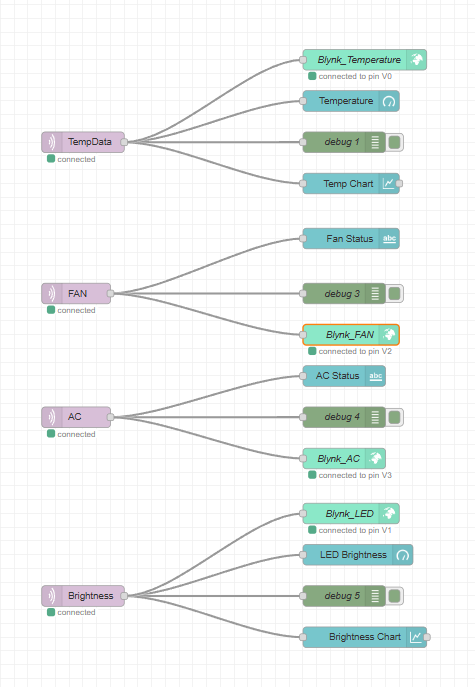 Blynk_Temperature
connected to pin V0
Temperature
TempData
connected
debug 1
Temp Chart
Fan Status
abc
FAN
connected
debug 3
Blynk_FAN
connected to pin V2
AC Status
abc
AC
connected
debug 4
Blynk_AC
connected to pin V3
Blynk_LED
connected to pin V1
LED Brightness
Brightness
connected
debug 5
Brightness Chart